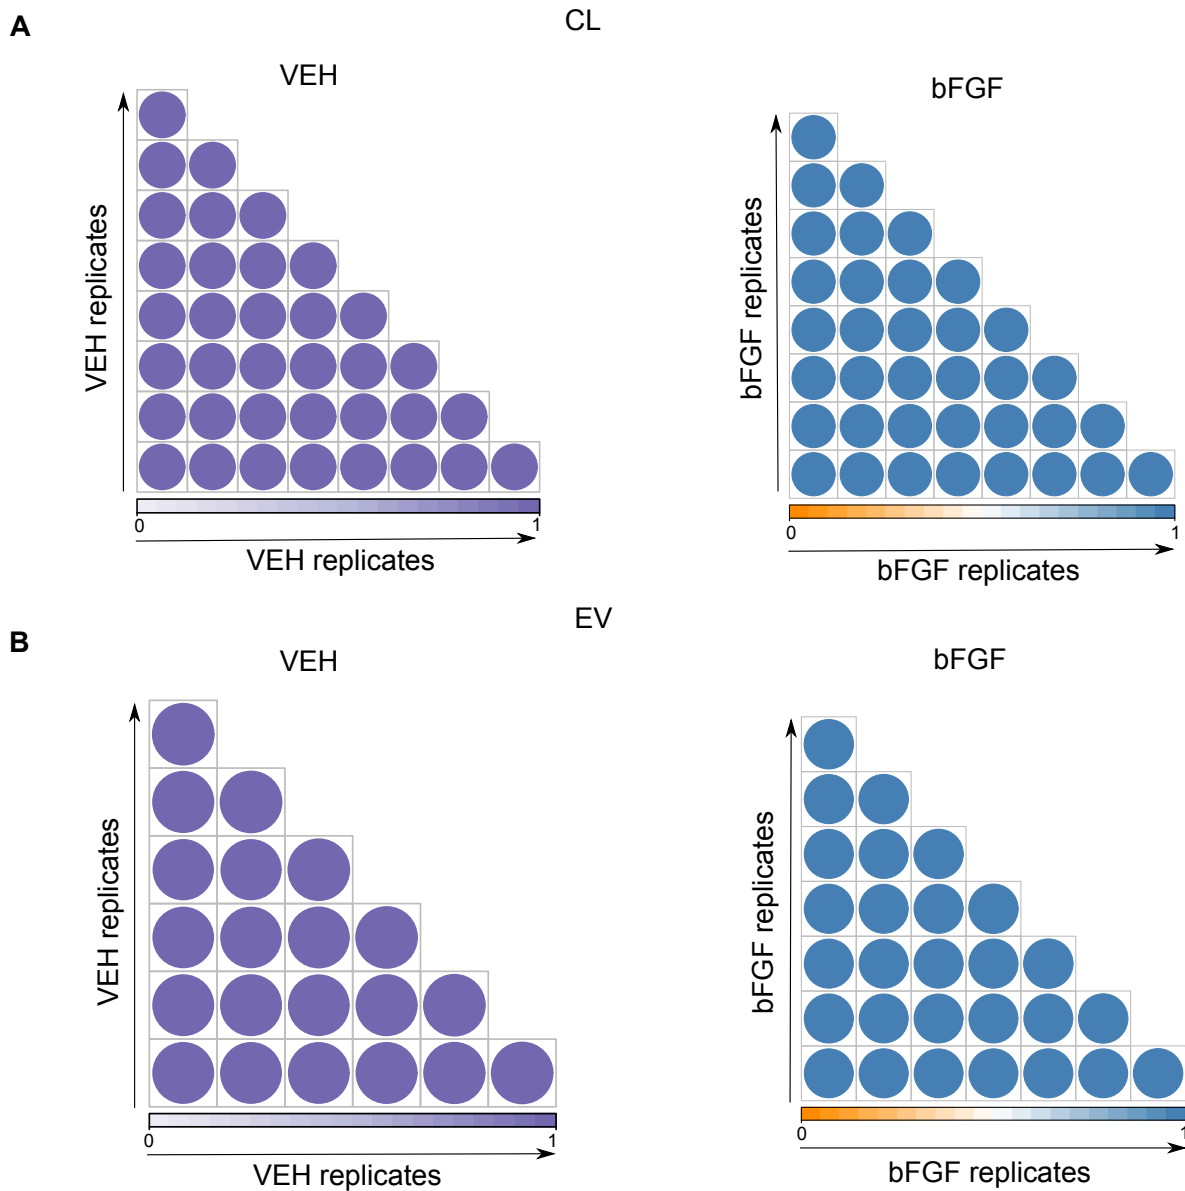 A
CL
VEH
bFGF
VEH replicates
bFGF replicates
0 1
0 1
VEH replicates
bFGF replicates
B
EV
VEH
bFGF
VEH replicates
bFGF replicates
0 1
0 1
VEH replicates
bFGF replicates